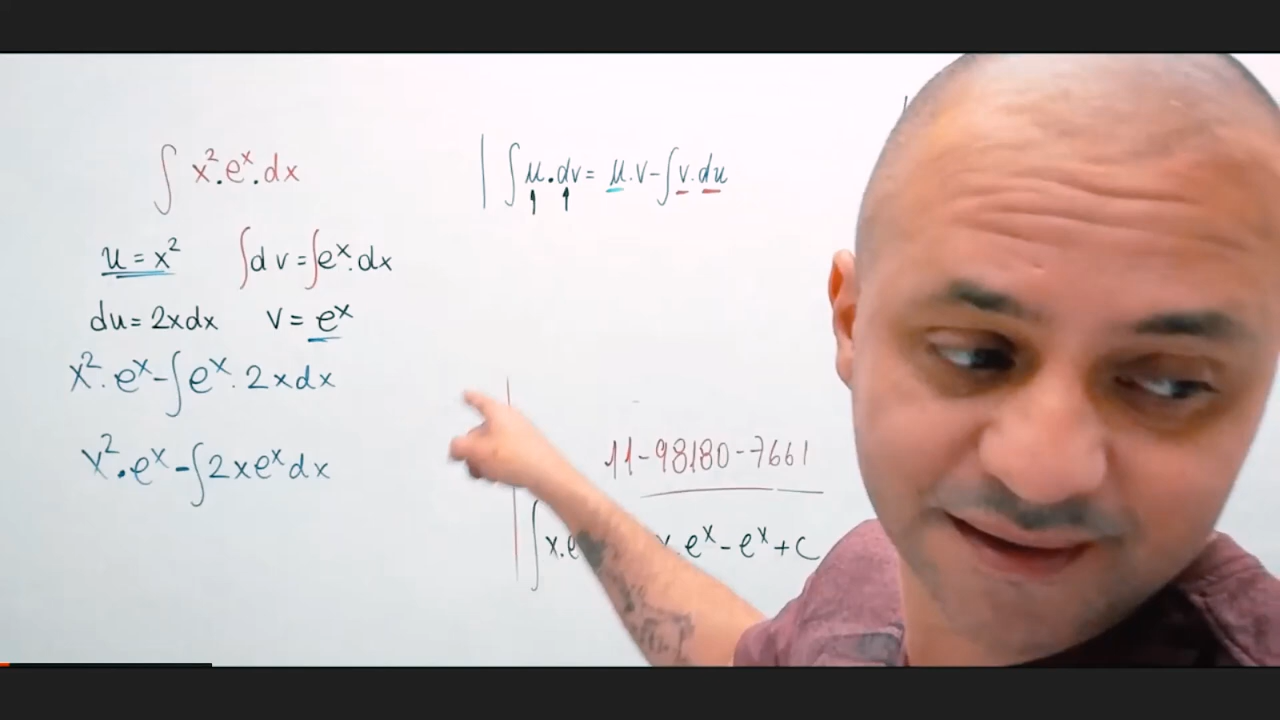 ∫ x².eˣ.dx
u = x² ∫dv = ∫eˣ.dx
du = 2xdx v = eˣ
x².eˣ - ∫eˣ.2xdx
x².eˣ - ∫2xeˣdx
∫μ.dv = μ.v - ∫v.du
11-98180-7661
∫x.e .eˣ - eˣ + c